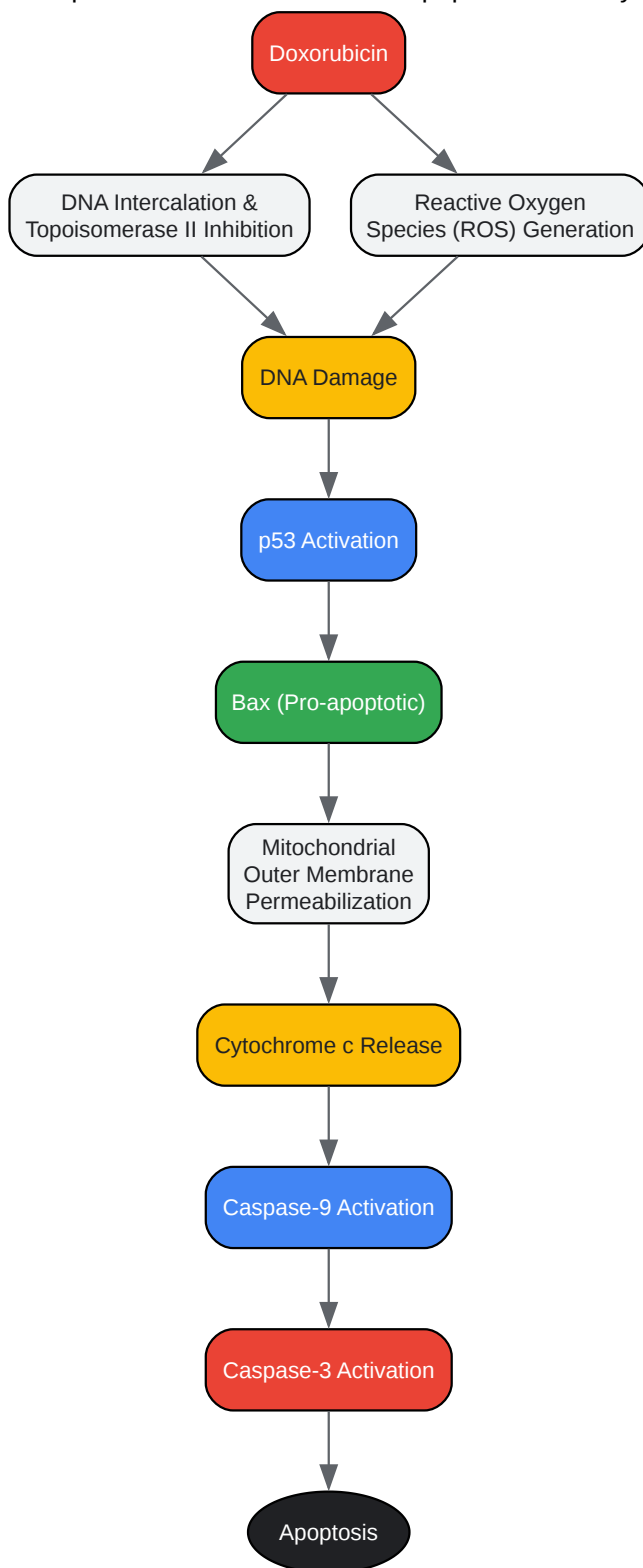 Doxorubicin
DNA Intercalation &
Topoisomerase II Inhibition
Reactive Oxygen
Species (ROS) Generation
DNA Damage
p53 Activation
Bax (Pro-apoptotic)
Mitochondrial
Outer Membrane
Permeabilization
Cytochrome c Release
Caspase-9 Activation
Caspase-3 Activation
Apoptosis